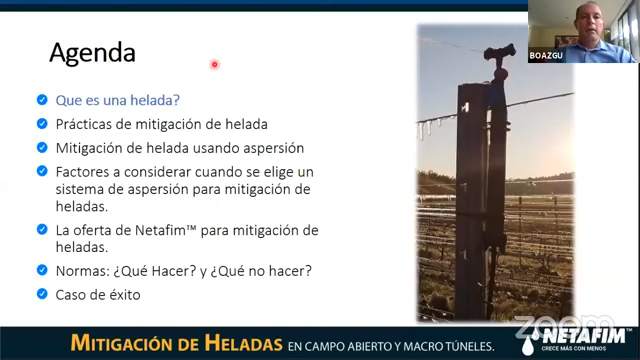 Agenda
BOAZGU
Que es una helada?
Prácticas de mitigación de helada
Mitigación de helada usando aspersión
Factores a considerar cuando se elige un
sistema de aspersión para mitigación de
heladas.
La oferta de Netafim™ para mitigación de
heladas.
Normas: ¿Qué Hacer? y ¿Qué no hacer?
Caso de éxito
zoom
MITIGACIÓN DE HELADAS EN CAMPO ABIERTO Y MACRO TÚNELES.
NETAFIM™
CRECE MÁS CON MENOS